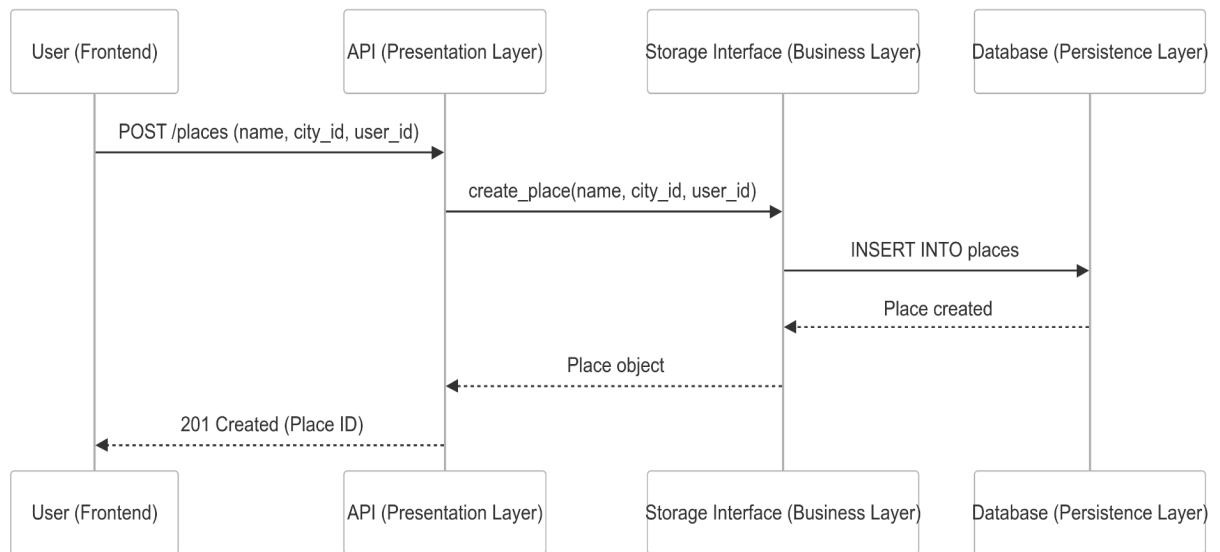 User (Frontend)
API (Presentation Layer)
Storage Interface (Business Layer)
Database (Persistence Layer)
POST /places (name, city_id, user_id)
create_place(name, city_id, user_id)
INSERT INTO places
Place created
Place object
201 Created (Place ID)
User (Frontend)
API (Presentation Layer)
Storage Interface (Business Layer)
Database (Persistence Layer)